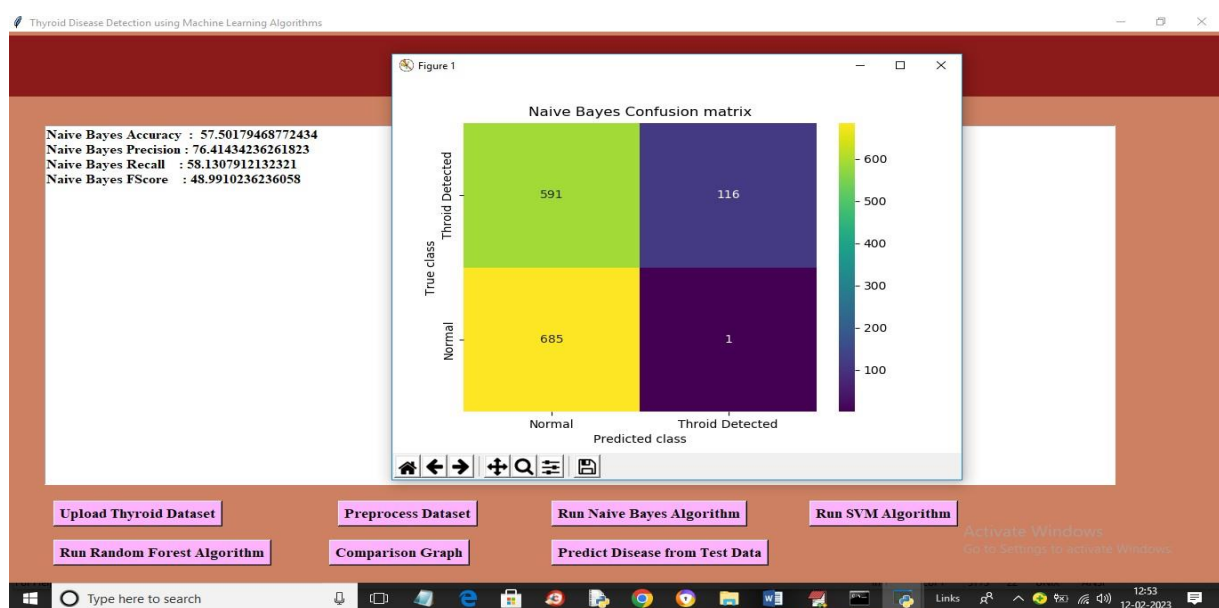 Thyroid Disease Detection using Machine Learning Algorithms
Figure 1
Naive Bayes Accuracy : 57.50179468772434
Naive Bayes Precision : 76.41434236261823
Naive Bayes Recall : 58.1307912132321
Naive Bayes FScore : 48.9910236236058
Naive Bayes Confusion matrix
True class
Throid Detected
Normal
591
116
685
1
Normal
Throid Detected
Predicted class
600
500
400
300
200
100
Upload Thyroid Dataset
Preprocess Dataset
Run Naive Bayes Algorithm
Run SVM Algorithm
Run Random Forest Algorithm
Comparison Graph
Predict Disease from Test Data
Activate Windows
Go to Settings to activate Windows.
Type here to search
Links
12:53
12-02-2023